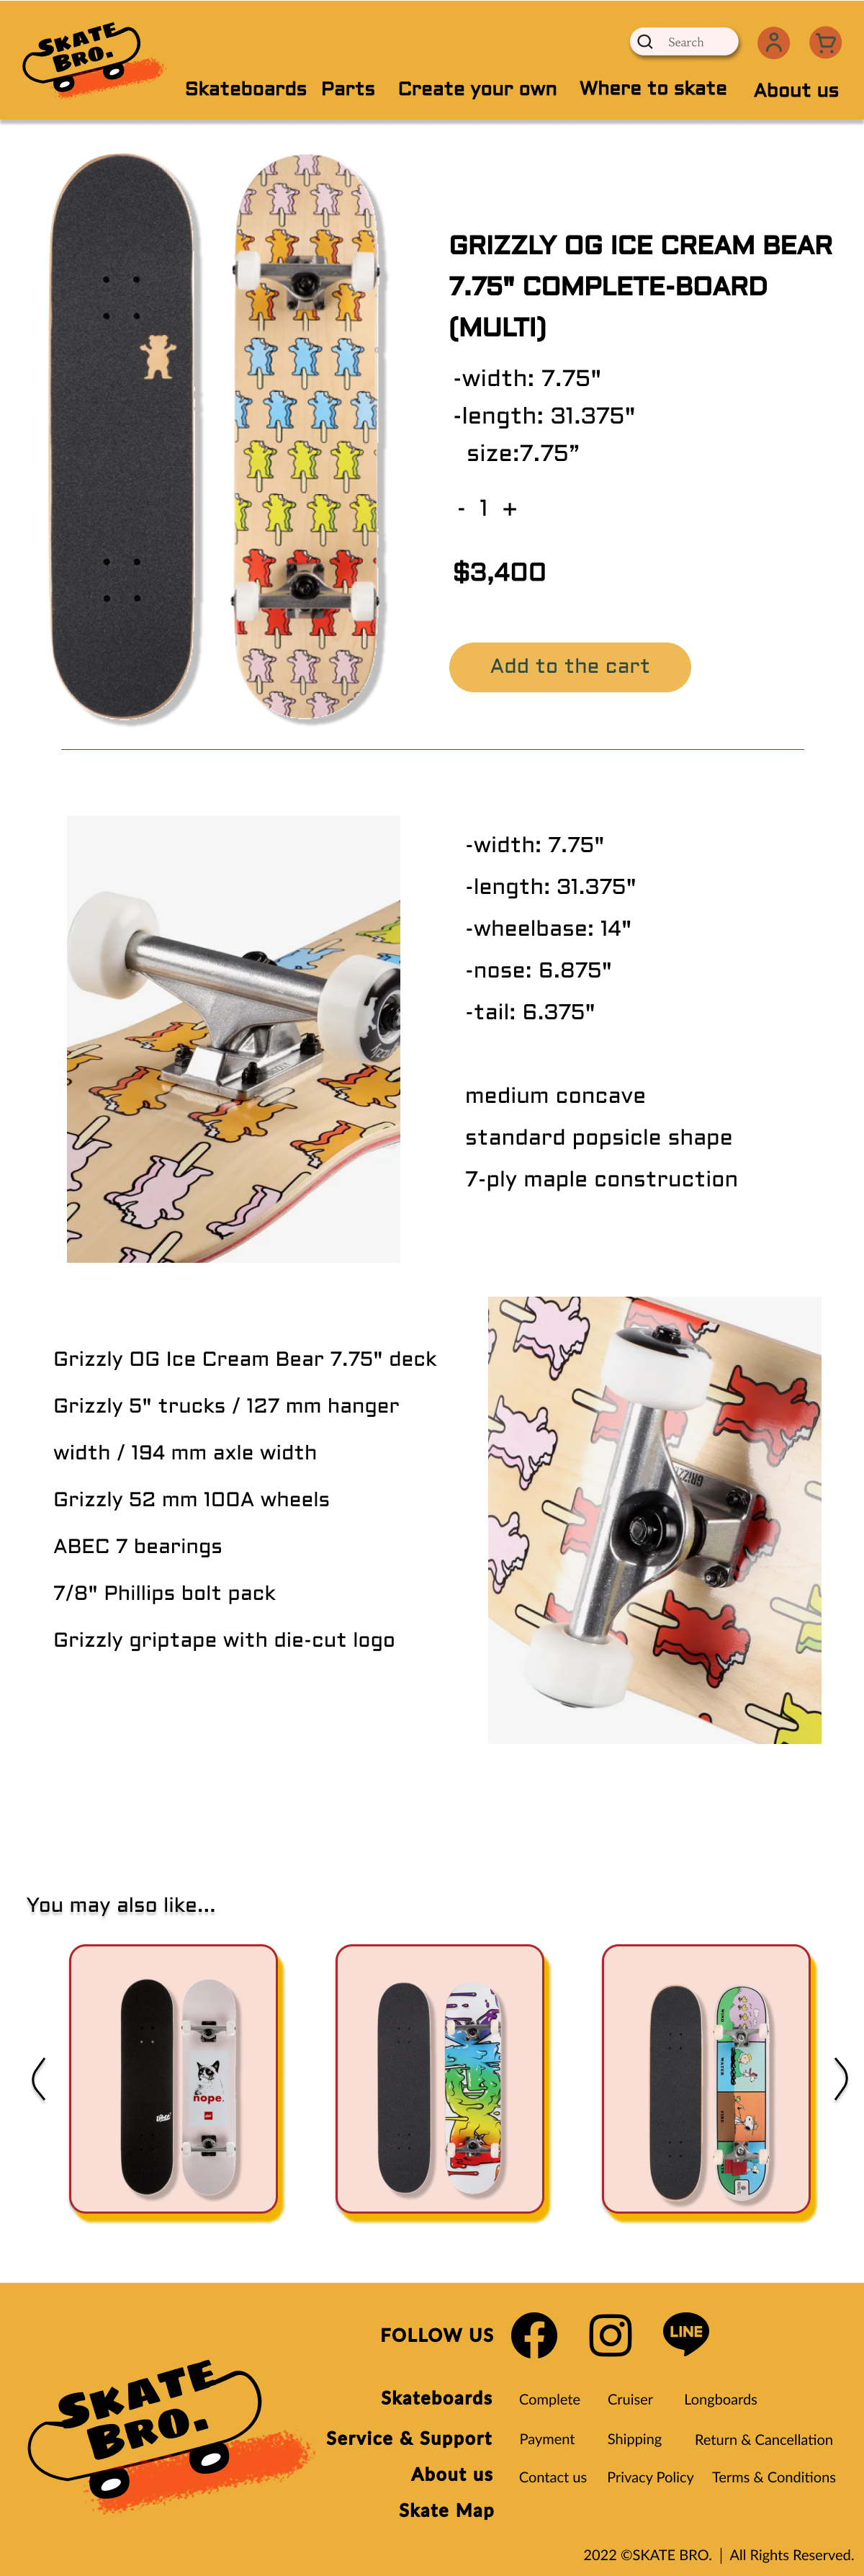 SKATE
BRO.
Search
Skateboards Parts Create your own Where to skate About us
GRIZZLY OG ICE CREAM BEAR
7.75" COMPLETE-BOARD
(MULTI)
-width: 7.75"
-length: 31.375"
size:7.75”
- 1 +
$3,400
Add to the cart
-width: 7.75"
-length: 31.375"
-wheelbase: 14"
-nose: 6.875"
-tail: 6.375"
medium concave
standard popsicle shape
7-ply maple construction
Grizzly OG Ice Cream Bear 7.75" deck
Grizzly 5" trucks / 127 mm hanger
width / 194 mm axle width
Grizzly 52 mm 100A wheels
ABEC 7 bearings
7/8" Phillips bolt pack
Grizzly griptape with die-cut logo
You may also like...
nope.
WATER
FIRE
FOLLOW US
LINE
SKATE
BRO.
Skateboards Complete Cruiser Longboards
Service & Support Payment Shipping Return & Cancellation
About us Contact us Privacy Policy Terms & Conditions
Skate Map
2022 ©SKATE BRO. | All Rights Reserved.